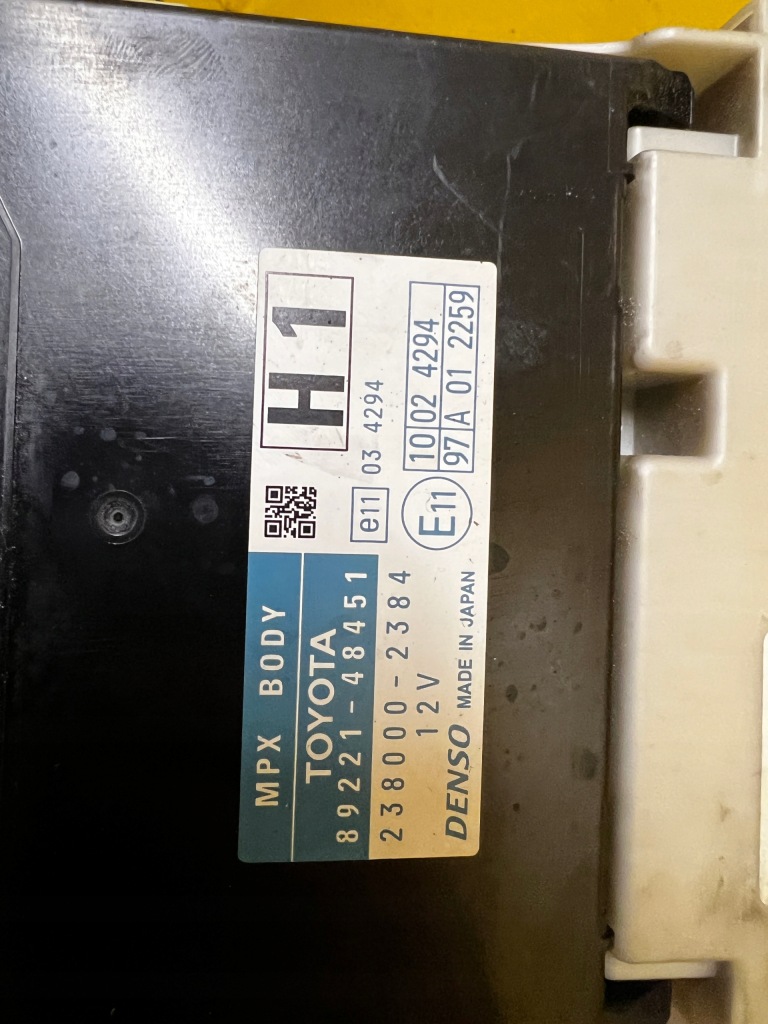 MPX BODY
TOYOTA
89221-48451
238000-2384
12V
DENSO MADE IN JAPAN
H1
e11 03 4294
E11
10 02 4294
97 A 01 2259